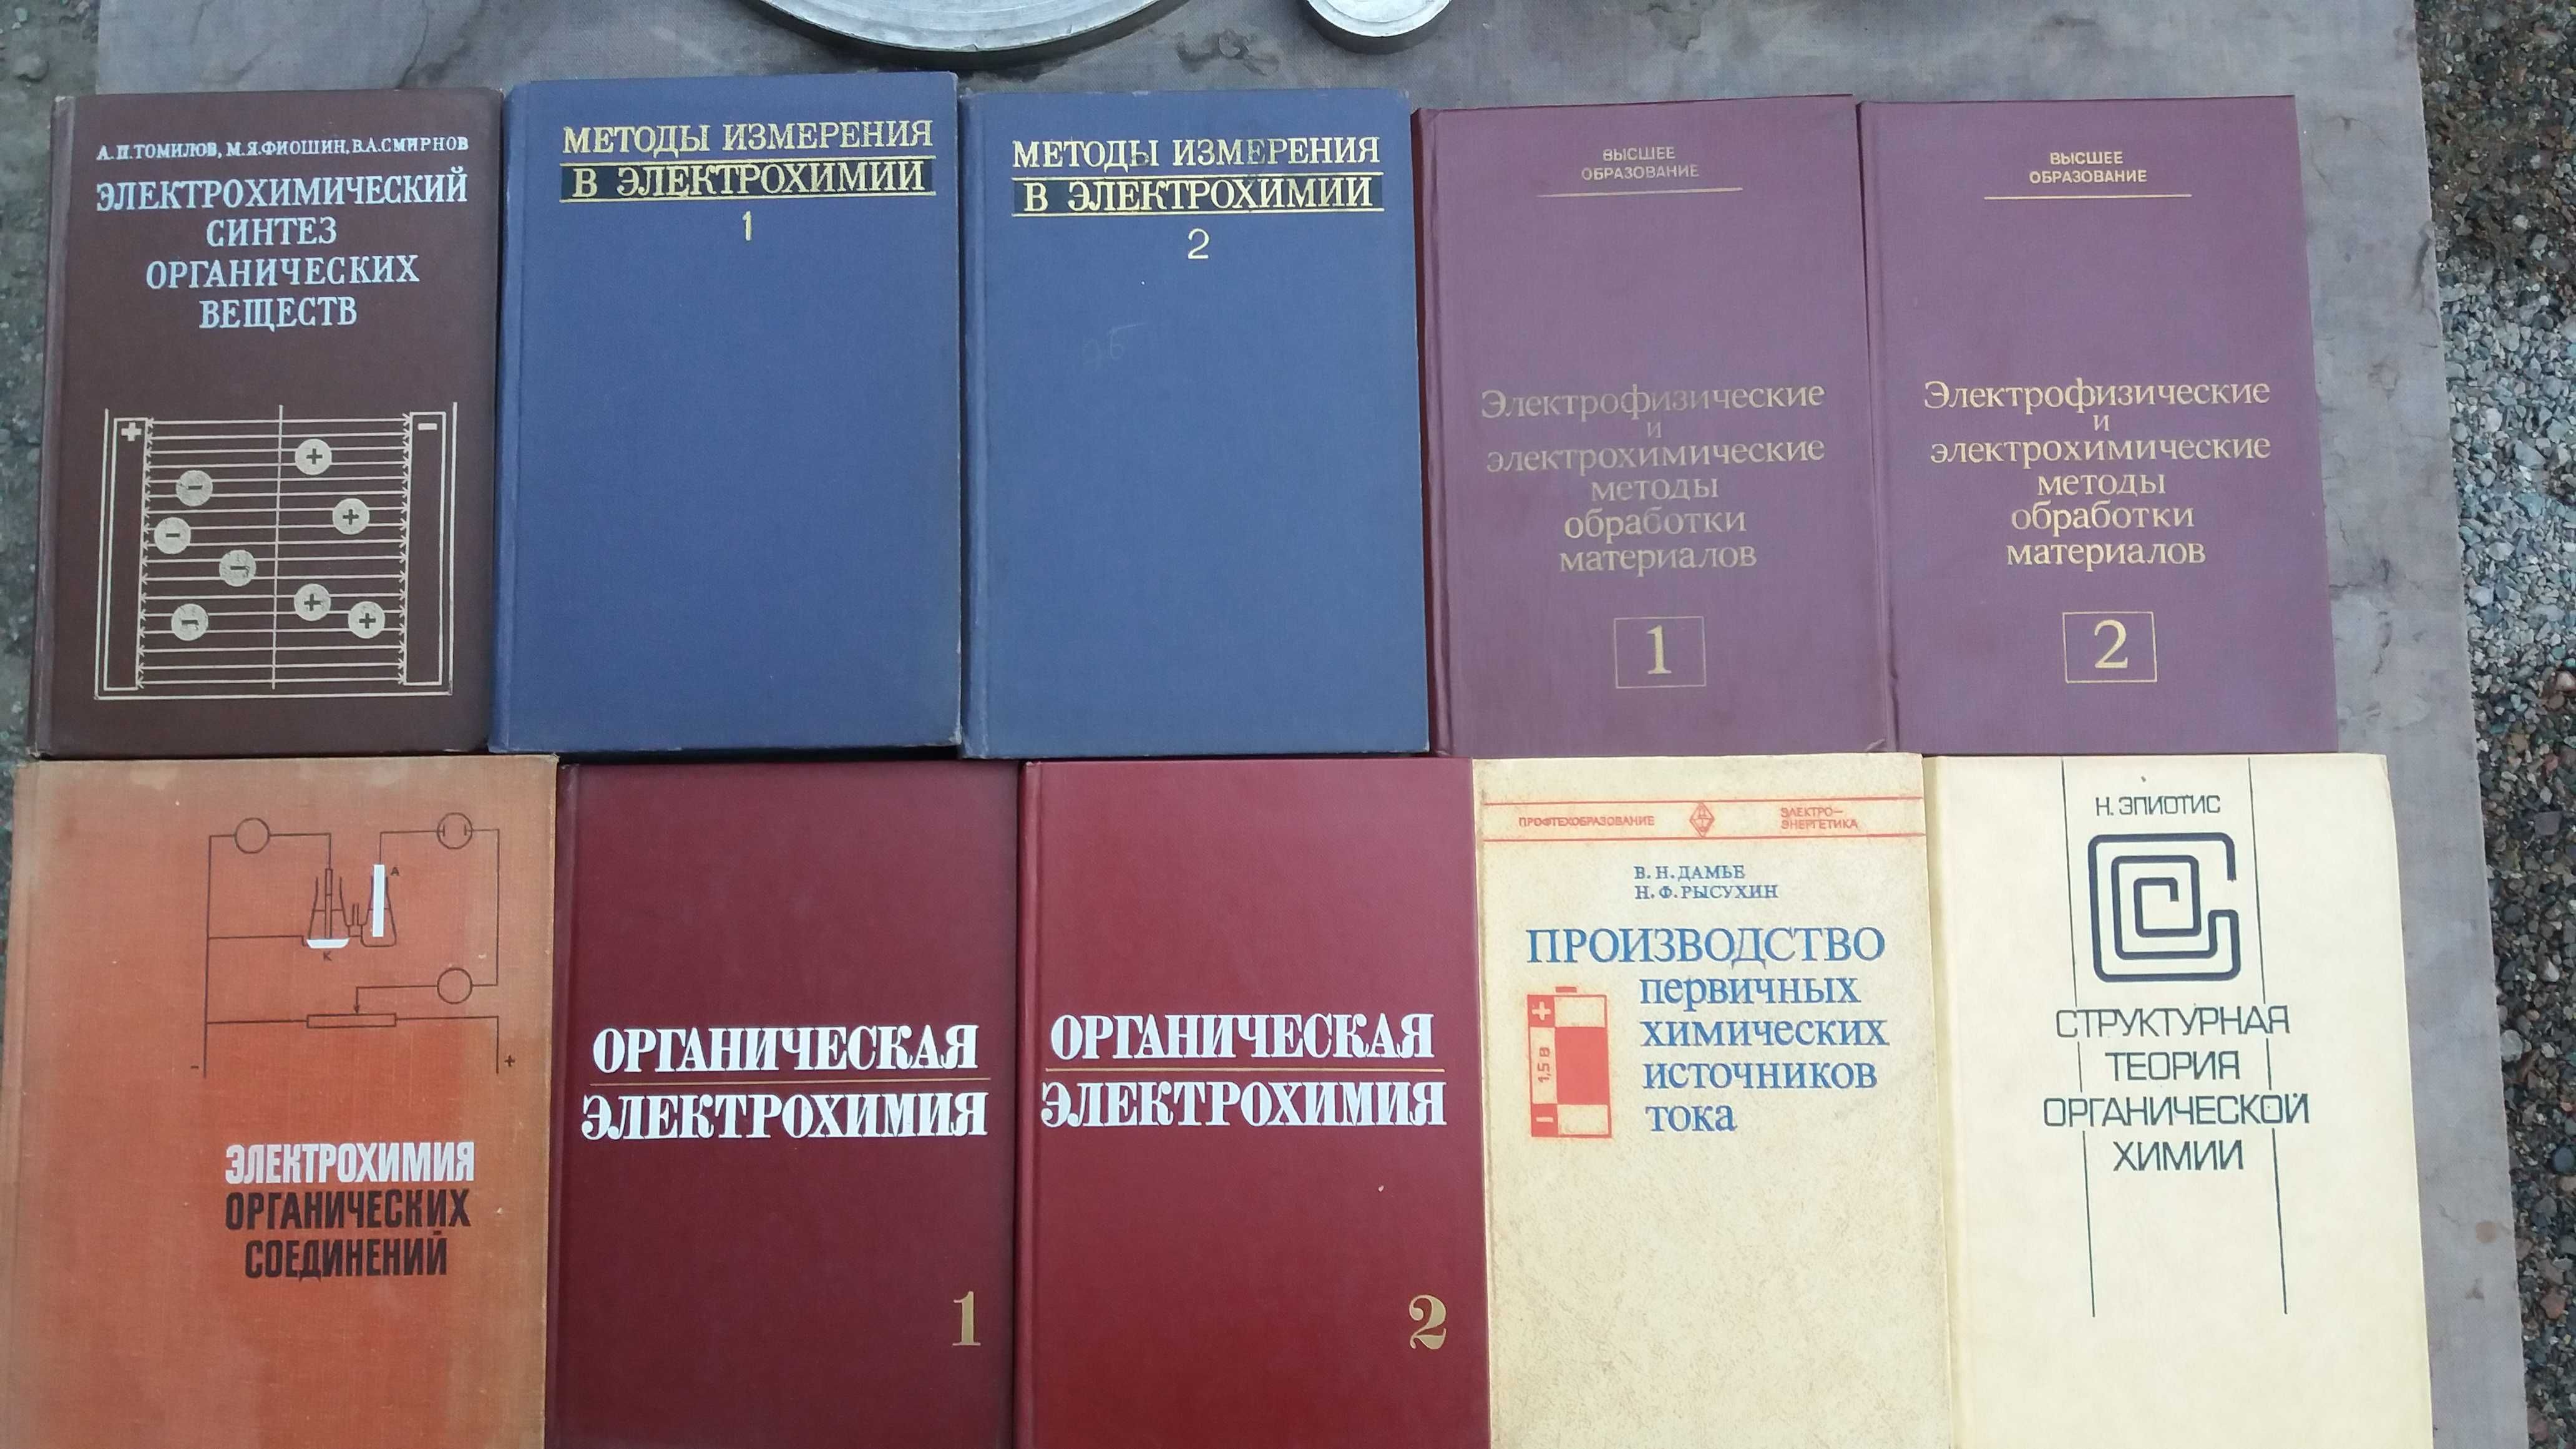 А.П.ТОМИЛОВ, М.Я.ФИОШИН, В.А.СМИРНОВ
ЭЛЕКТРОХИМИЧЕСКИЙ
СИНТЕЗ
ОРГАНИЧЕСКИХ
ВЕЩЕСТВ
+
−
+
−
+
−
−
+
−
+
МЕТОДЫ ИЗМЕРЕНИЯ
В ЭЛЕКТРОХИМИИ
1
МЕТОДЫ ИЗМЕРЕНИЯ
В ЭЛЕКТРОХИМИИ
2
ВЫСШЕЕ
ОБРАЗОВАНИЕ
Электрофизические
и
электрохимические
методы
обработки
материалов
1
ВЫСШЕЕ
ОБРАЗОВАНИЕ
Электрофизические
и
электрохимические
методы
обработки
материалов
2
А
К
- +
ЭЛЕКТРОХИМИЯ
ОРГАНИЧЕСКИХ
СОЕДИНЕНИЙ
ОРГАНИЧЕСКАЯ
ЭЛЕКТРОХИМИЯ
1
ОРГАНИЧЕСКАЯ
ЭЛЕКТРОХИМИЯ
2
ПРОФТЕХОБРАЗОВАНИЕ
ЭЛЕКТРО-
ЭНЕРГЕТИКА
В. Н. ДАМЬЕ
Н. Ф. РЫСУХИН
ПРОИЗВОДСТВО
первичных
химических
источников
тока
+
1,5 В
−
Н. ЭПИОТИС
СТРУКТУРНАЯ
ТЕОРИЯ
ОРГАНИЧЕСКОЙ
ХИМИИ